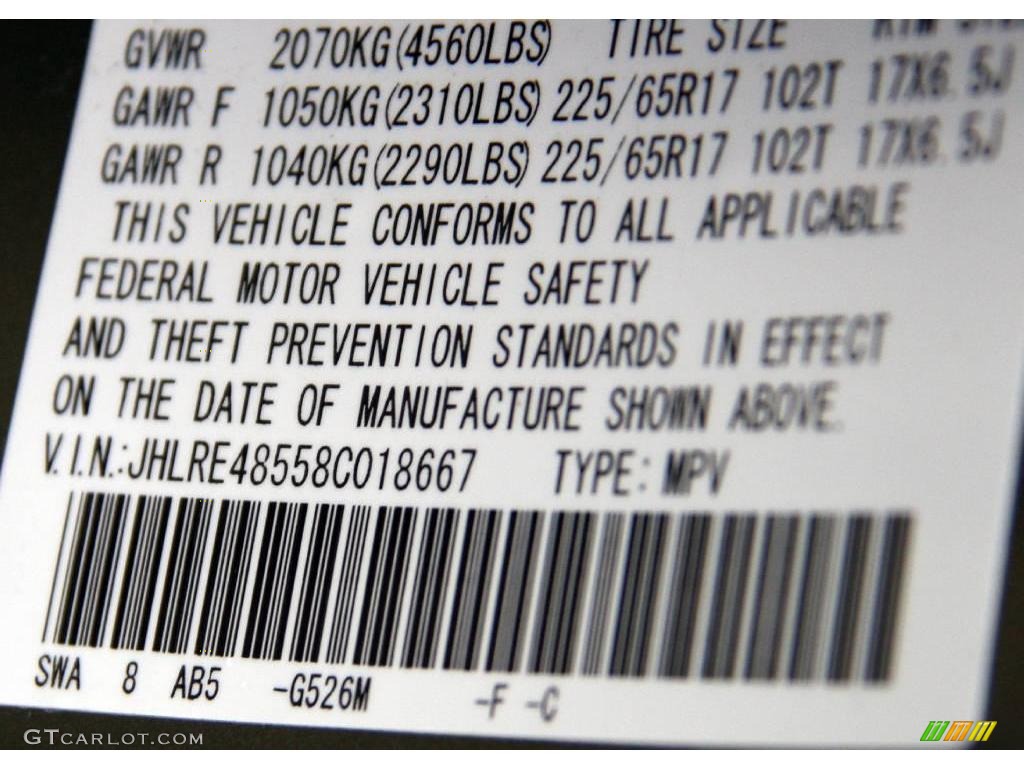 GVWR 2070KG(4560LBS) TIRE SIZE
GAWR F 1050KG(2310LBS) 225/65R17 102T 17X6.5J
GAWR R 1040KG(2290LBS) 225/65R17 102T 17X6.5J
THIS VEHICLE CONFORMS TO ALL APPLICABLE
FEDERAL MOTOR VEHICLE SAFETY
AND THEFT PREVENTION STANDARDS IN EFFECT
ON THE DATE OF MANUFACTURE SHOWN ABOVE.
V.I.N.:JHLRE48558C018667 TYPE: MPV
SWA 8 AB5 -G526M -F -C
GTCARLOT.COM